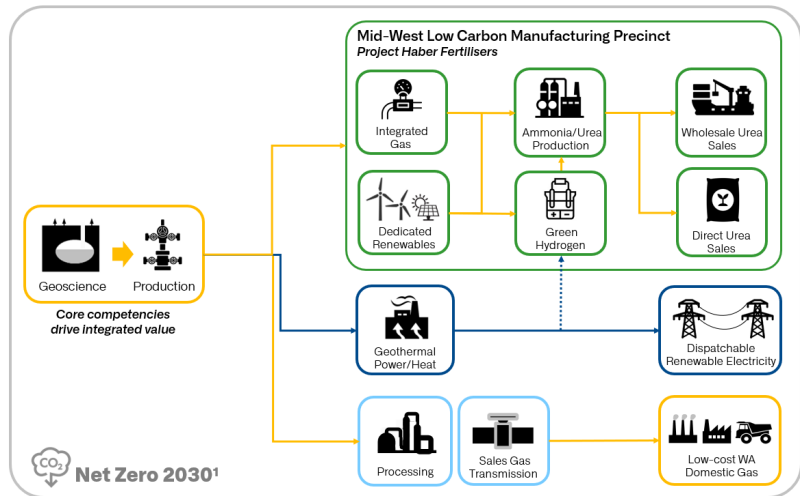 Mid-West Low Carbon Manufacturing Precinct
Project Haber Fertilisers
Integrated
Gas
Ammonia/Urea
Production
Wholesale Urea
Sales
Dedicated
Renewables
Green
Hydrogen
Direct Urea
Sales
Geoscience
Production
Core competencies
drive integrated value
Geothermal
Power/Heat
Dispatchable
Renewable Electricity
Processing
Sales Gas
Transmission
Low-cost WA
Domestic Gas
CO₂
Net Zero 2030¹